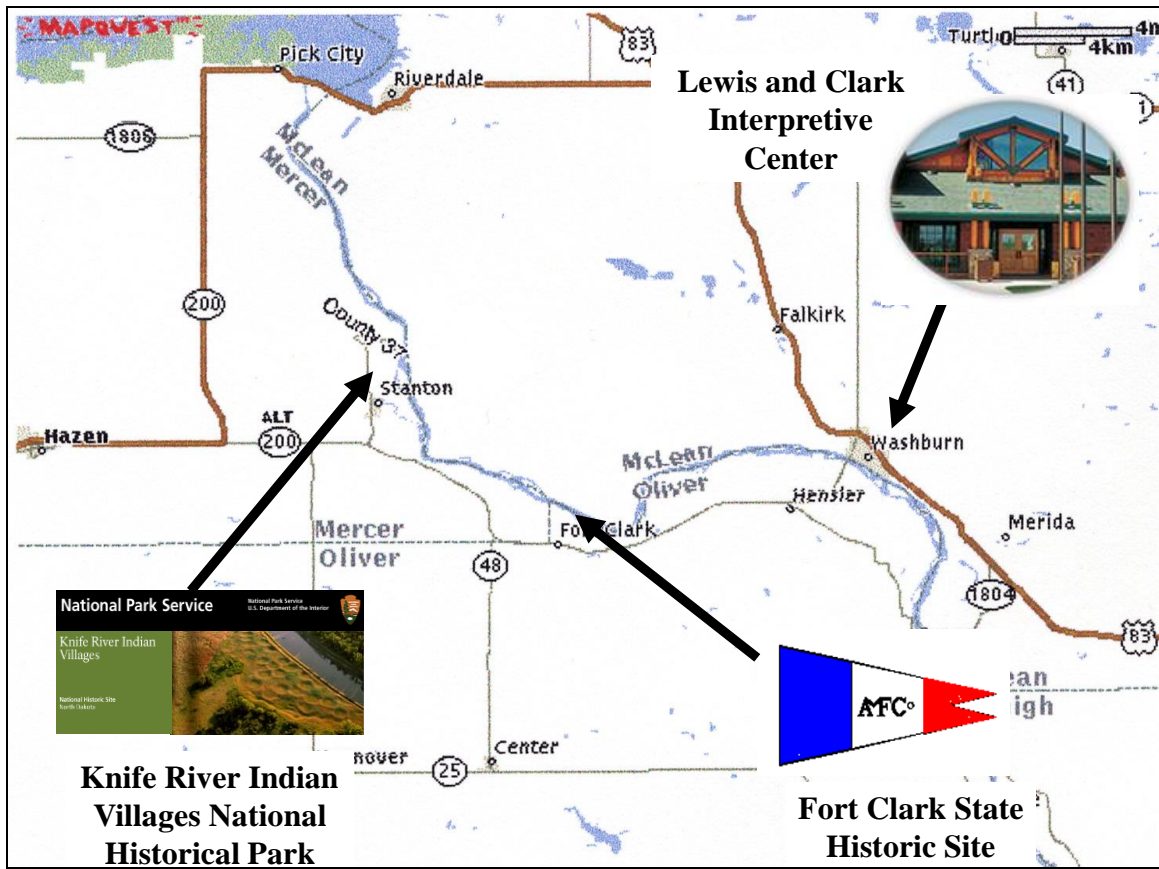 MAPQUEST
Pick City
Riverdale
83
4km
41
Lewis and Clark
Interpretive
Center
1806
McLean
Mercer
200
County 37
Falkirk
Stanton
ALT
200
Hazen
Washburn
McLean
Oliver
Hensler
Merida
Mercer
Oliver
48
1804
83
National Park Service
National Park Service
U.S. Department of the Interior
Knife River Indian
Villages
National Historic Site
North Dakota
AFCo
Center
25
Knife River Indian
Villages National
Historical Park
Fort Clark State
Historic Site